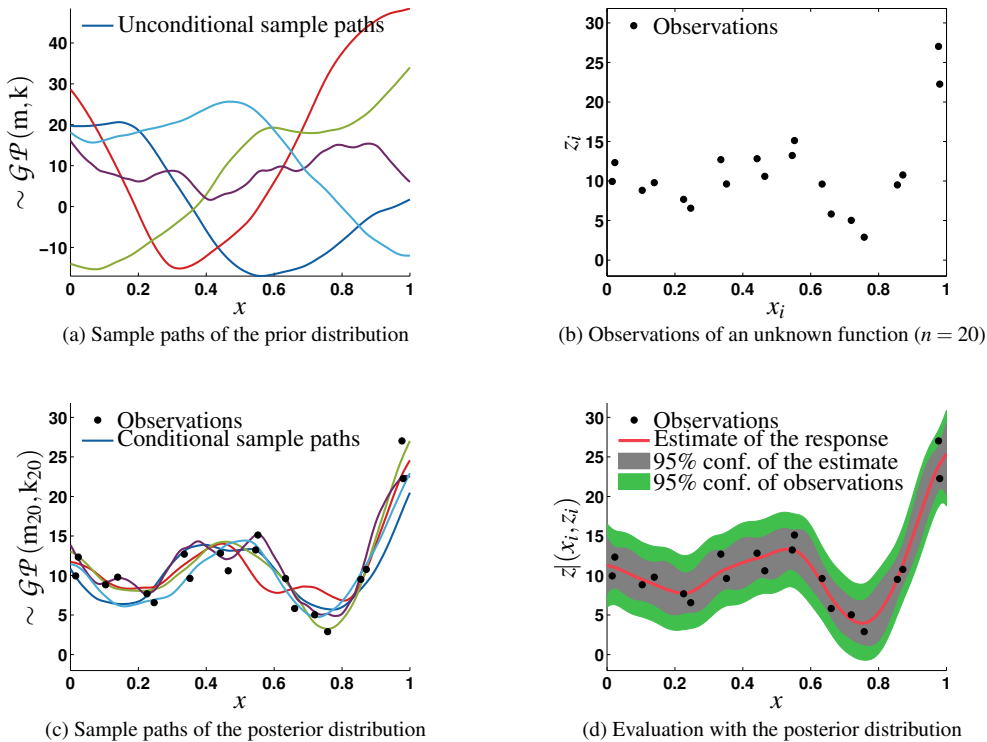 Unconditional sample paths
40
30
20
10
0
−10
∼ GP(m, k)
0 0.2 0.4 0.6 0.8 1
x
(a) Sample paths of the prior distribution
Observations
30
25
20
15
10
5
0
z_i
0 0.2 0.4 0.6 0.8 1
x_i
(b) Observations of an unknown function (n = 20)
Observations
Conditional sample paths
30
25
20
15
10
5
0
∼ GP(m₂₀, k₂₀)
0 0.2 0.4 0.6 0.8 1
x
(c) Sample paths of the posterior distribution
Observations
Estimate of the response
95% conf. of the estimate
95% conf. of observations
30
25
20
15
10
5
0
z|(x_i, z_i)
0 0.2 0.4 0.6 0.8 1
x
(d) Evaluation with the posterior distribution